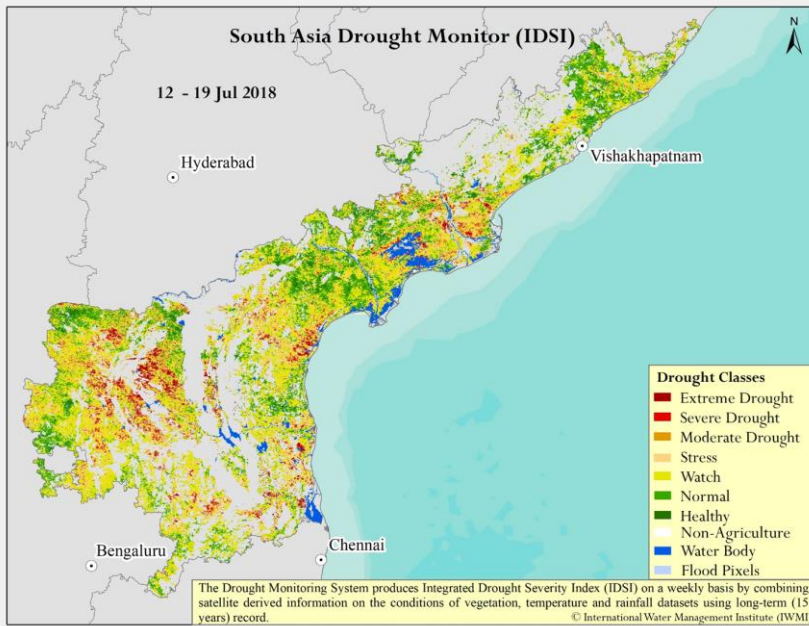 South Asia Drought Monitor (IDSI)
N
12 - 19 Jul 2018
Hyderabad
Vishakhapatnam
Bengaluru
Chennai
Drought Classes
Extreme Drought
Severe Drought
Moderate Drought
Stress
Watch
Normal
Healthy
Non-Agriculture
Water Body
Flood Pixels
The Drought Monitoring System produces Integrated Drought Severity Index (IDSI) on a weekly basis by combining
satellite derived information on the conditions of vegetation, temperature and rainfall datasets using long-term (15
years) record.
© International Water Management Institute (IWMI